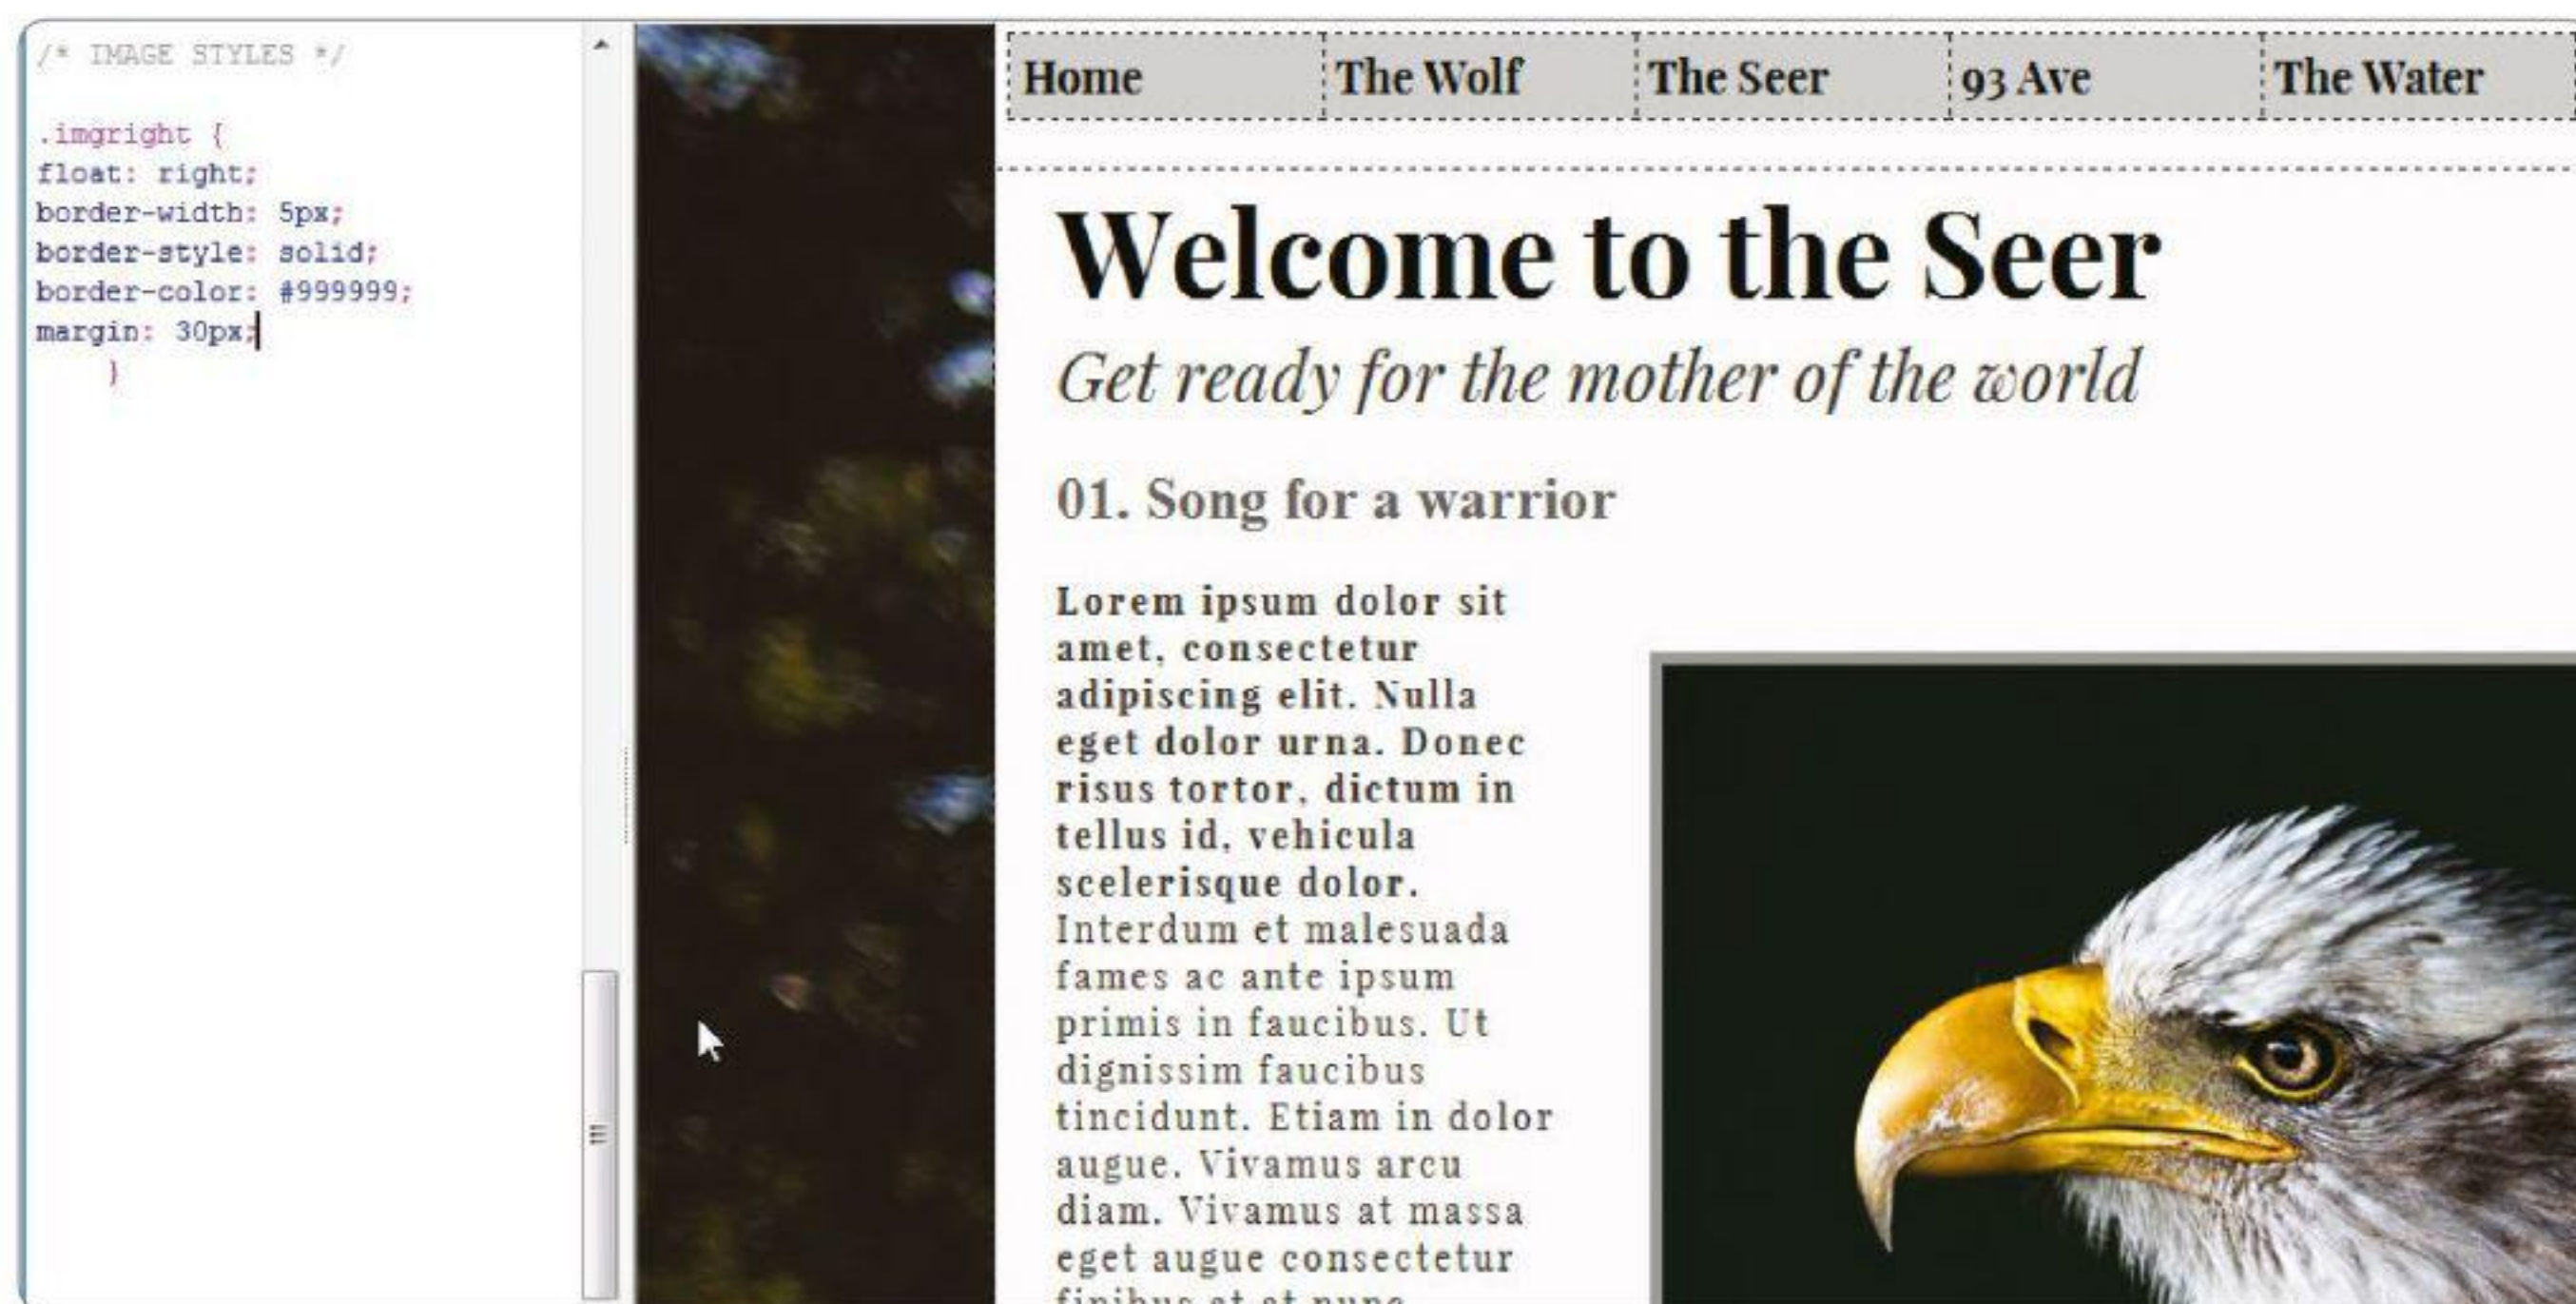 /* IMAGE STYLES */
.imgright {
float: right;
border-width: 5px;
border-style: solid;
border-color: #999999;
margin: 30px;
}
Home The Wolf The Seer 93 Ave The Water
Welcome to the Seer
Get ready for the mother of the world
01. Song for a warrior
Lorem ipsum dolor sit
amet, consectetur
adipiscing elit. Nulla
eget dolor urna. Donec
risus tortor, dictum in
tellus id, vehicula
scelerisque dolor.
Interdum et malesuada
fames ac ante ipsum
primis in faucibus. Ut
dignissim faucibus
tincidunt. Etiam in dolor
augue. Vivamus arcu
diam. Vivamus at massa
eget augue consectetur